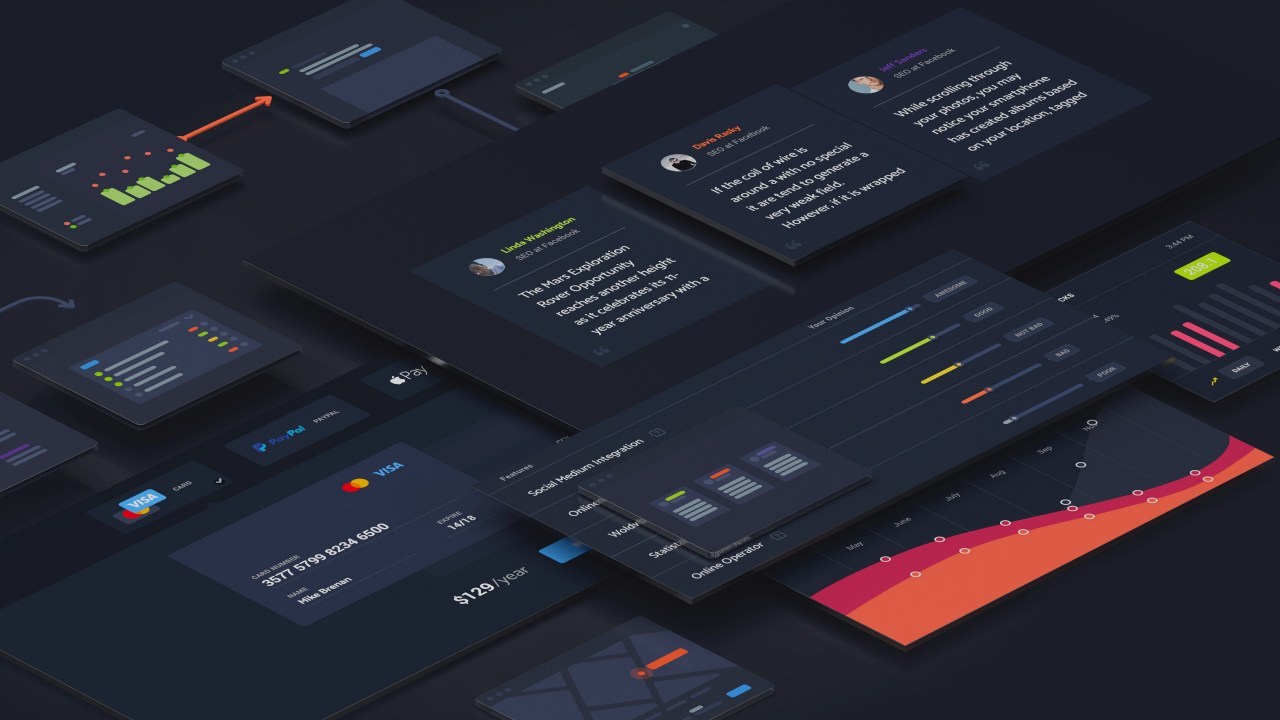 Jeff Sanders
SEO at Facebook
While scrolling through
your photos, you may
notice your smartphone
has created albums based
on your location, tagged
Davis Rasky
SEO at Facebook
If the coil of wire is
around a with no special
it are tend to generate a
very weak field.
However, if it is wrapped
Linda Washington
SEO at Facebook
The Mars Exploration
Rover Opportunity
reaches another height
as it celebrates its 11-
year anniversary with a
3:44 PM
208.1
DAILY
Your Opinion
AWESOME
GOOD
NOT BAD
BAD
POOR
Features
Social Medium Integration
Online Operator
May
June
July
Aug
Sep
Pay
PayPal
PAYPAL
VISA
CARD
VISA
CARD NUMBER
3577 5799 8234 6500
EXPIRE
14/18
NAME
Mike Brenan
$129/year